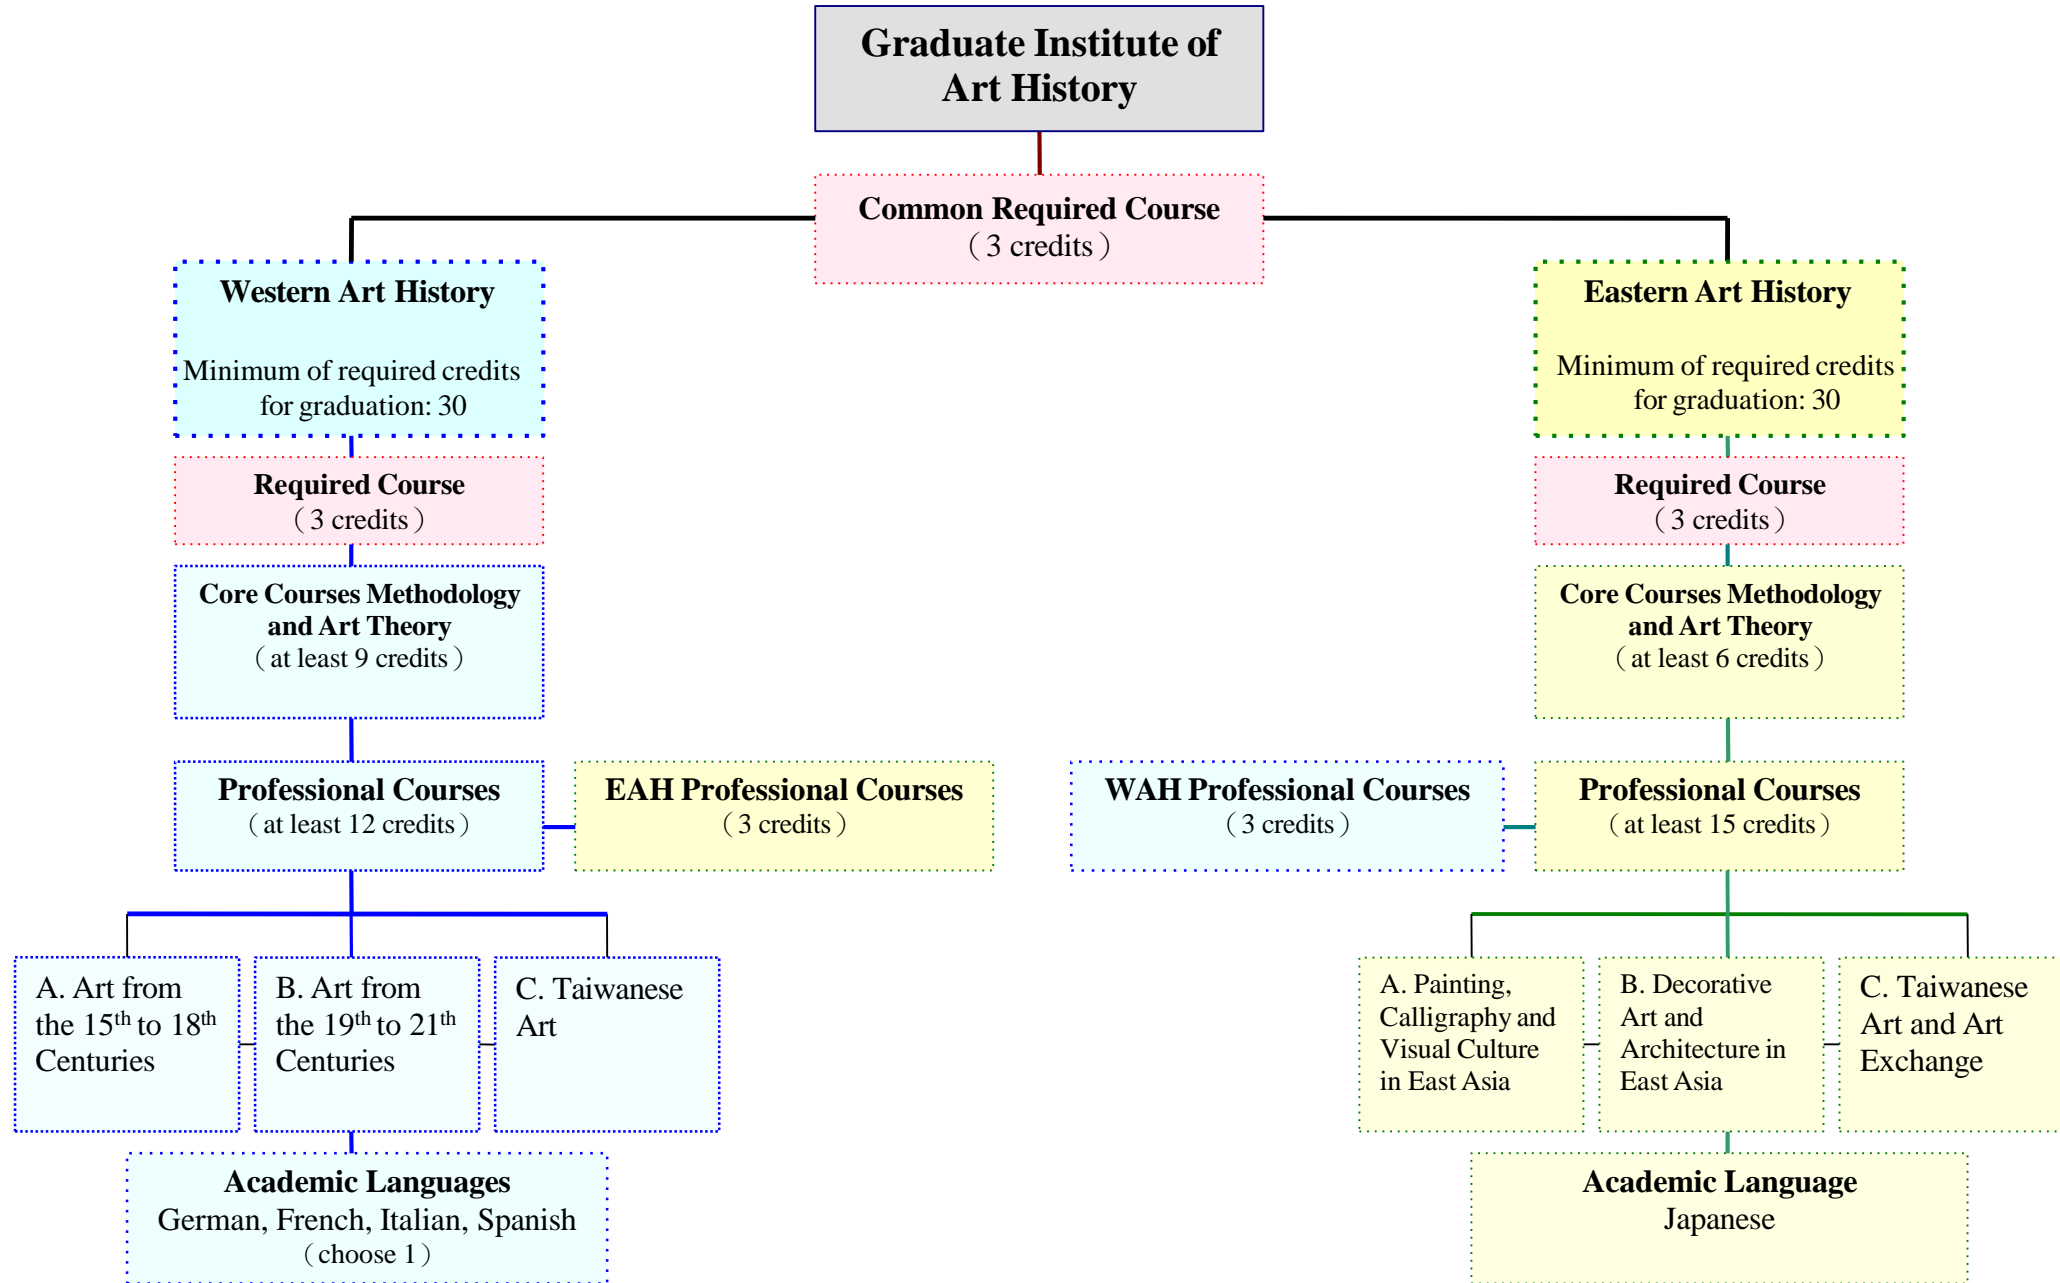 Graduate Institute of
Art History
Common Required Course
（3 credits）
Western Art History
Minimum of required credits
for graduation: 30
Required Course
（3 credits）
Core Courses Methodology
and Art Theory
（at least 9 credits）
Professional Courses
（at least 12 credits）
EAH Professional Courses
（3 credits）
A. Art from
the 15th to 18th
Centuries
B. Art from
the 19th to 21th
Centuries
C. Taiwanese
Art
Academic Languages
German, French, Italian, Spanish
（choose 1）
Eastern Art History
Minimum of required credits
for graduation: 30
Required Course
（3 credits）
Core Courses Methodology
and Art Theory
（at least 6 credits）
WAH Professional Courses
（3 credits）
Professional Courses
（at least 15 credits）
A. Painting,
Calligraphy and
Visual Culture
in East Asia
B. Decorative
Art and
Architecture in
East Asia
C. Taiwanese
Art and Art
Exchange
Academic Language
Japanese